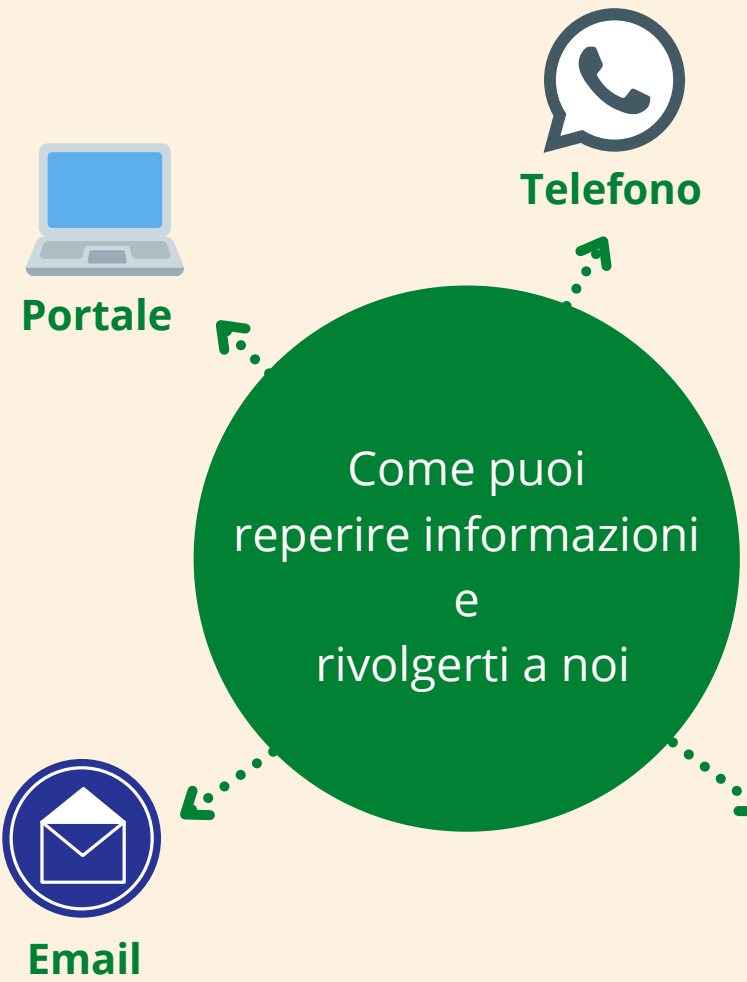 Telefono
Portale
Come puoi
reperire informazioni
e
rivolgerti a noi
Email